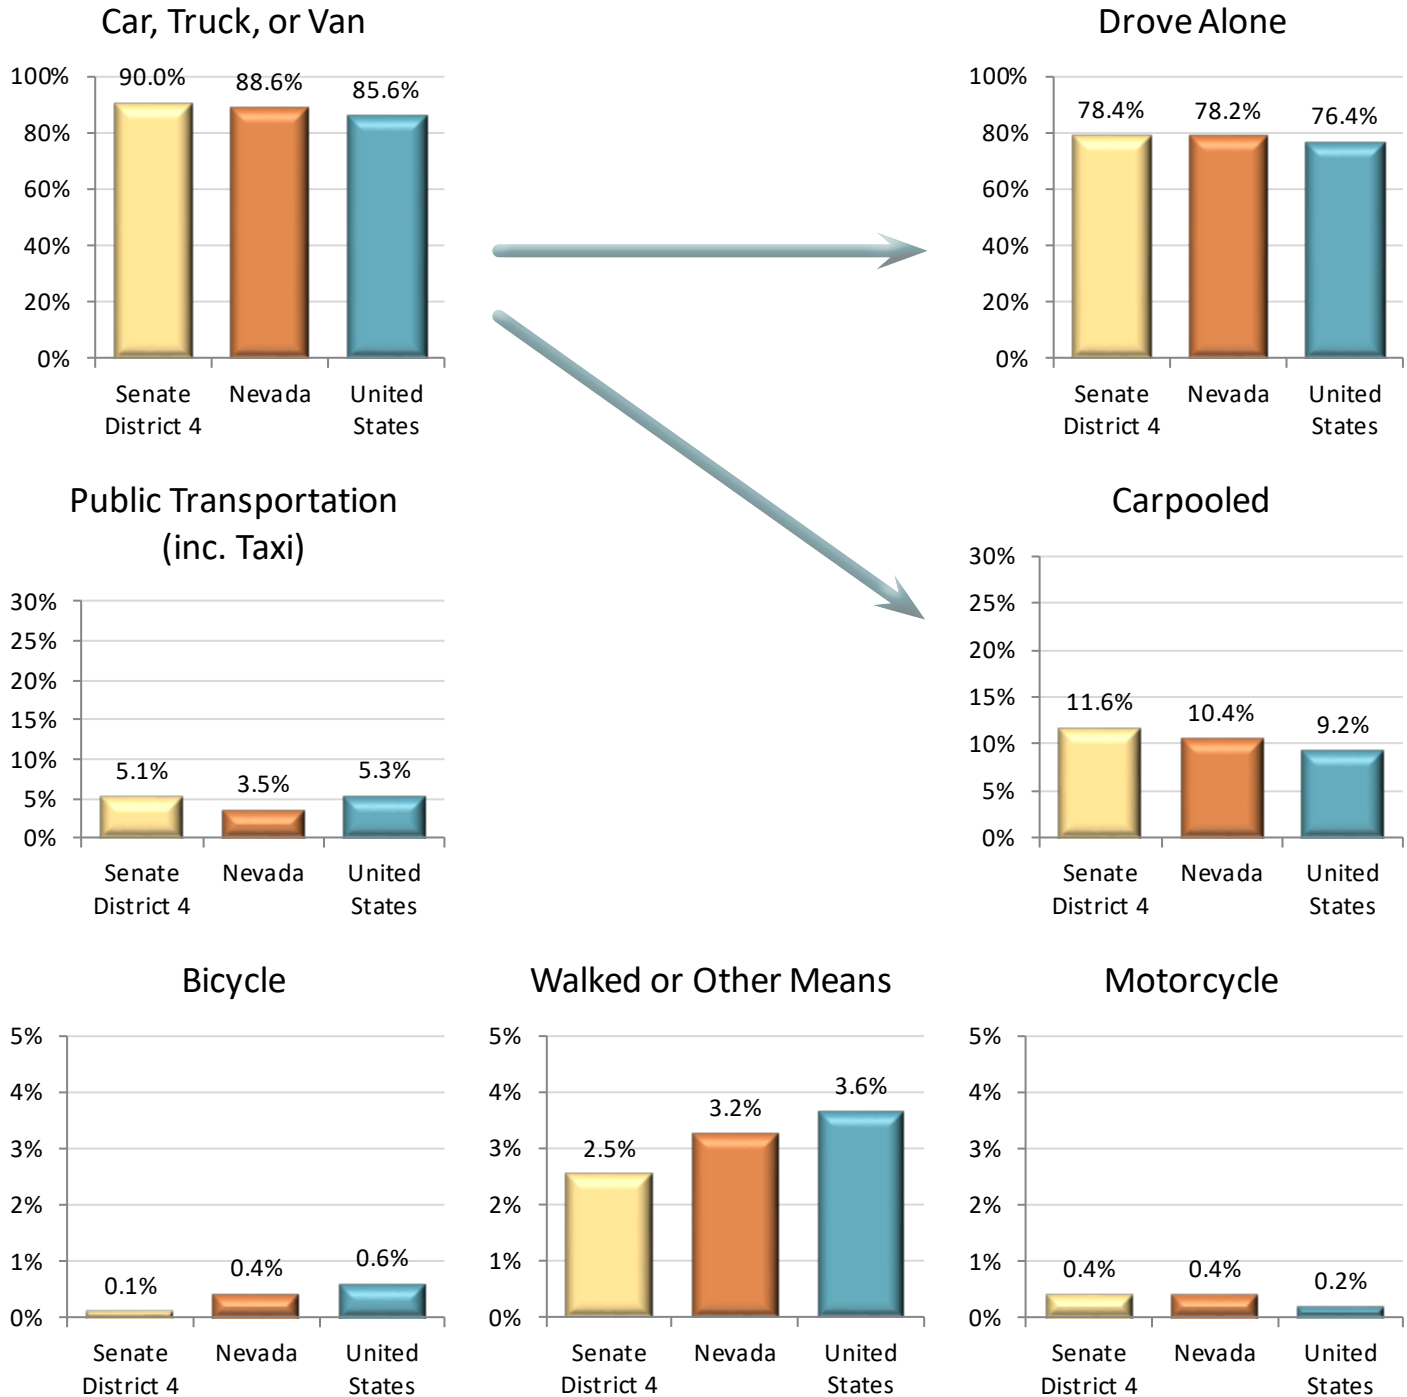 Car, Truck, or Van
100%
80%
60%
40%
20%
0%
90.0%
88.6%
85.6%
Senate
District 4
Nevada
United
States
Drove Alone
100%
80%
60%
40%
20%
0%
78.4%
78.2%
76.4%
Senate
District 4
Nevada
United
States
Public Transportation
(inc. Taxi)
30%
25%
20%
15%
10%
5%
0%
5.1%
3.5%
5.3%
Senate
District 4
Nevada
United
States
Carpooled
30%
25%
20%
15%
10%
5%
0%
11.6%
10.4%
9.2%
Senate
District 4
Nevada
United
States
Bicycle
5%
4%
3%
2%
1%
0%
0.1%
0.4%
0.6%
Senate
District 4
Nevada
United
States
Walked or Other Means
5%
4%
3%
2%
1%
0%
2.5%
3.2%
3.6%
Senate
District 4
Nevada
United
States
Motorcycle
5%
4%
3%
2%
1%
0%
0.4%
0.4%
0.2%
Senate
District 4
Nevada
United
States